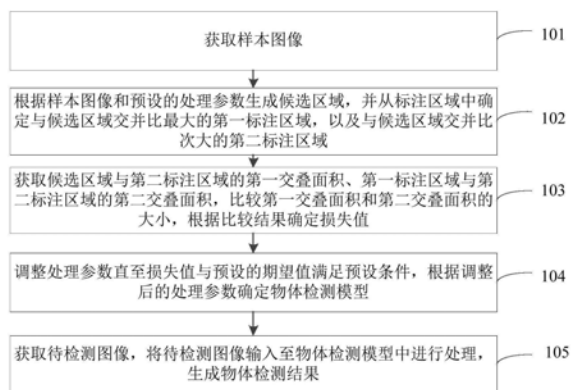 获取样本图像
101
根据样本图像和预设的处理参数生成候选区域，并从标注区域中确
定与候选区域交并比最大的第一标注区域，以及与候选区域交并比
次大的第二标注区域
102
获取候选区域与第二标注区域的第一交叠面积、第一标注区域与第
二标注区域的第二交叠面积，比较第一交叠面积和第二交叠面积的
大小，根据比较结果确定损失值
103
调整处理参数直至损失值与预设的期望值满足预设条件，根据调整
后的处理参数确定物体检测模型
104
获取待检测图像，将待检测图像输入至物体检测模型中进行处理，
生成物体检测结果
105